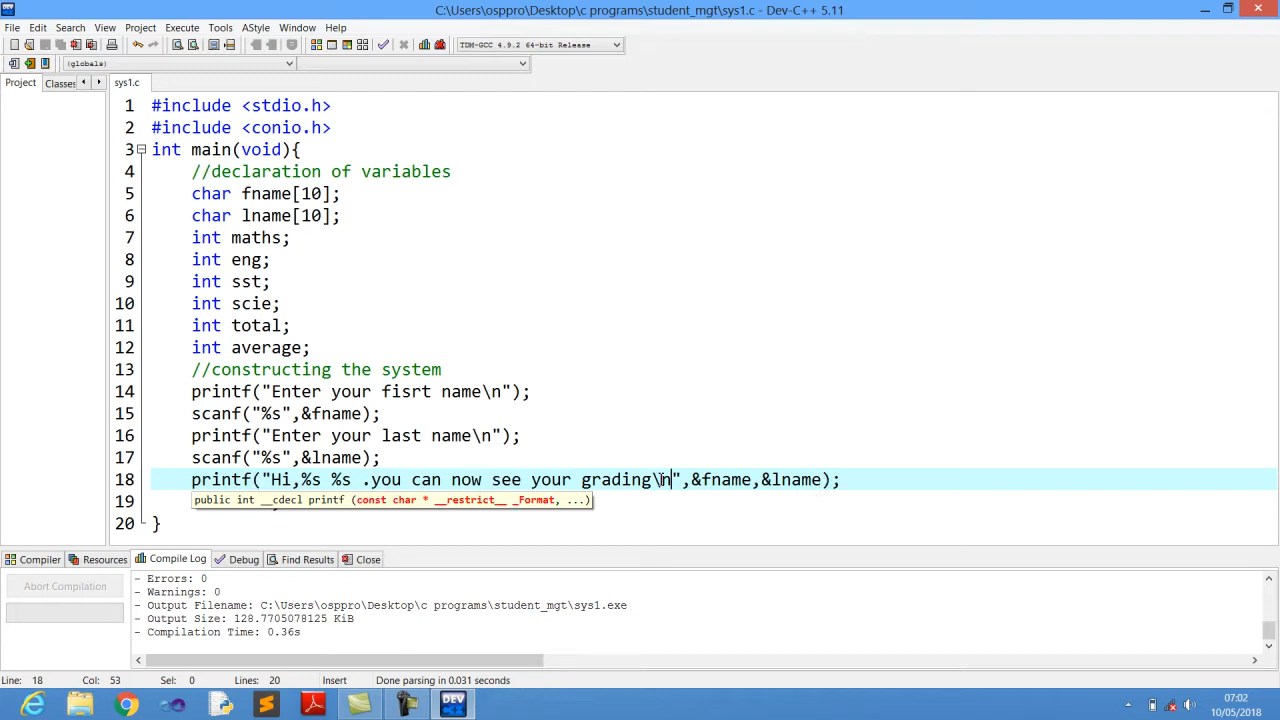 C:\Users\osppro\Desktop\c programs\student_mgt\sys1.c - Dev-C++ 5.11
File Edit Search View Project Execute Tools AStyle Window Help
TDM-GCC 4.9.2 64-bit Release
(globals)
Project Classes sys1.c
1 #include <stdio.h>
2 #include <conio.h>
3 int main(void){
4 //declaration of variables
5 char fname[10];
6 char lname[10];
7 int maths;
8 int eng;
9 int sst;
10 int scie;
11 int total;
12 int average;
13 //constructing the system
14 printf("Enter your fisrt name\n");
15 scanf("%s",&fname);
16 printf("Enter your last name\n");
17 scanf("%s",&lname);
18 printf("Hi,%s %s .you can now see your grading\n",&fname,&lname);
19
public int __cdecl printf (const char * __restrict__ _Format, ...)
20 }
Compiler Resources Compile Log Debug Find Results Close
Abort Compilation
- Errors: 0
- Warnings: 0
- Output Filename: C:\Users\osppro\Desktop\c programs\student_mgt\sys1.exe
- Output Size: 128.7705078125 KiB
- Compilation Time: 0.36s
Line: 18 Col: 53 Sel: 0 Lines: 20 Insert Done parsing in 0.031 seconds
DEV
07:02
10/05/2018